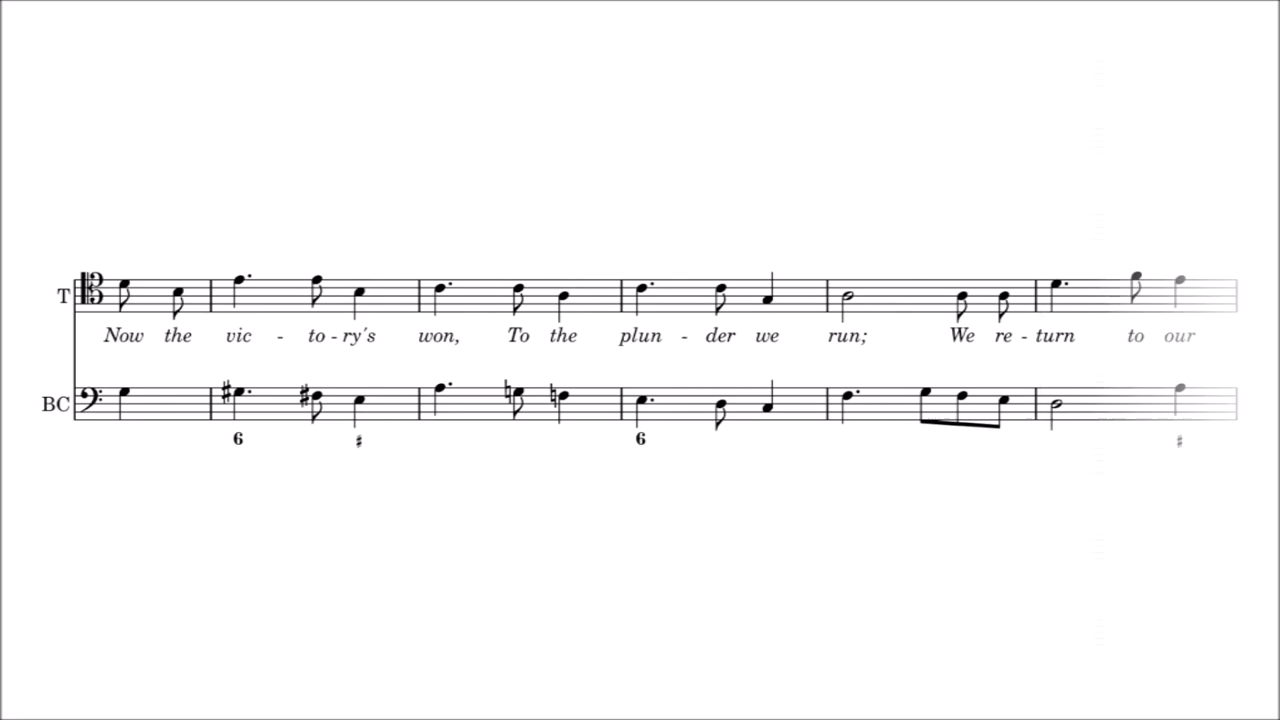 T
Now the vic - to - ry's won, To the plun - der we run; We re - turn to our
BC
6 ♯ 6 ♯